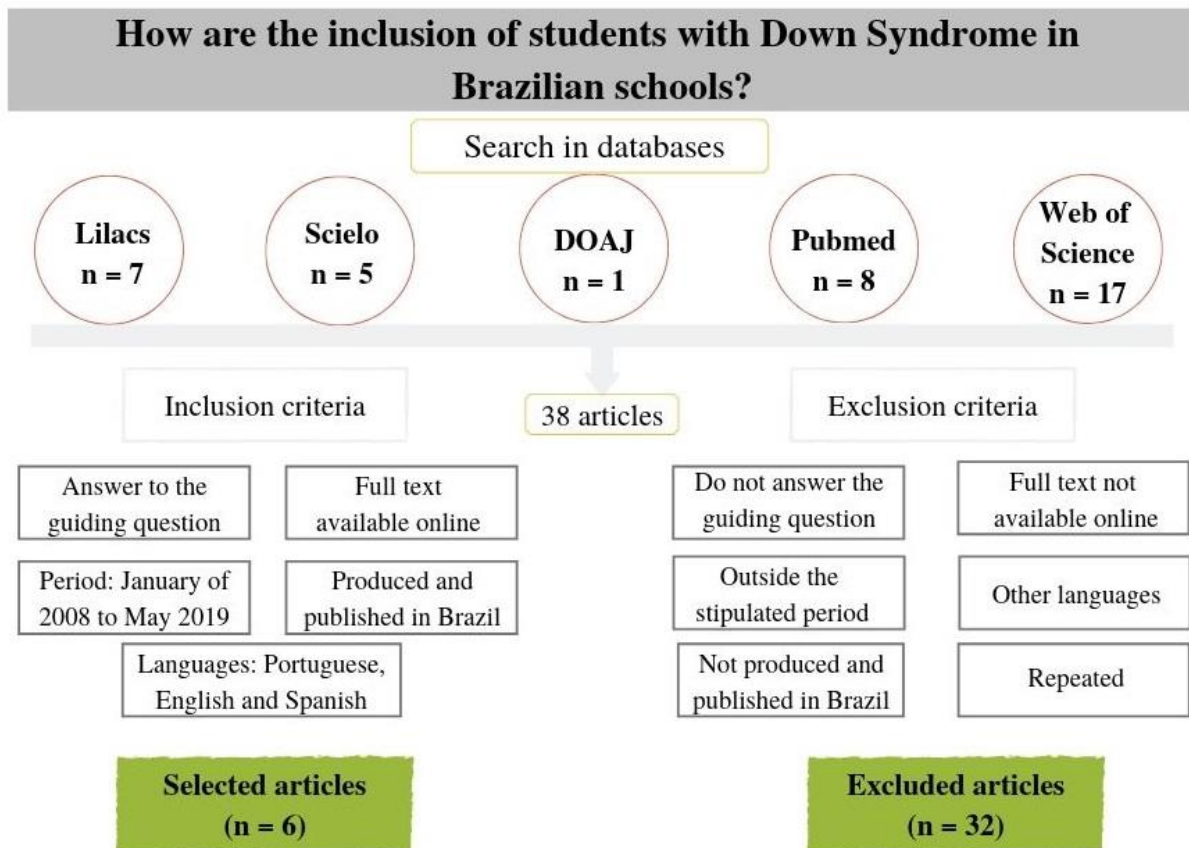 How are the inclusion of students with Down Syndrome in
Brazilian schools?
Search in databases
Lilacs
n = 7
Scielo
n = 5
DOAJ
n = 1
Pubmed
n = 8
Web of
Science
n = 17
Inclusion criteria
38 articles
Exclusion criteria
Answer to the
guiding question
Full text
available online
Period: January of
2008 to May 2019
Produced and
published in Brazil
Languages: Portuguese,
English and Spanish
Do not answer the
guiding question
Full text not
available online
Outside the
stipulated period
Other languages
Not produced and
published in Brazil
Repeated
Selected articles
(n = 6)
Excluded articles
(n = 32)